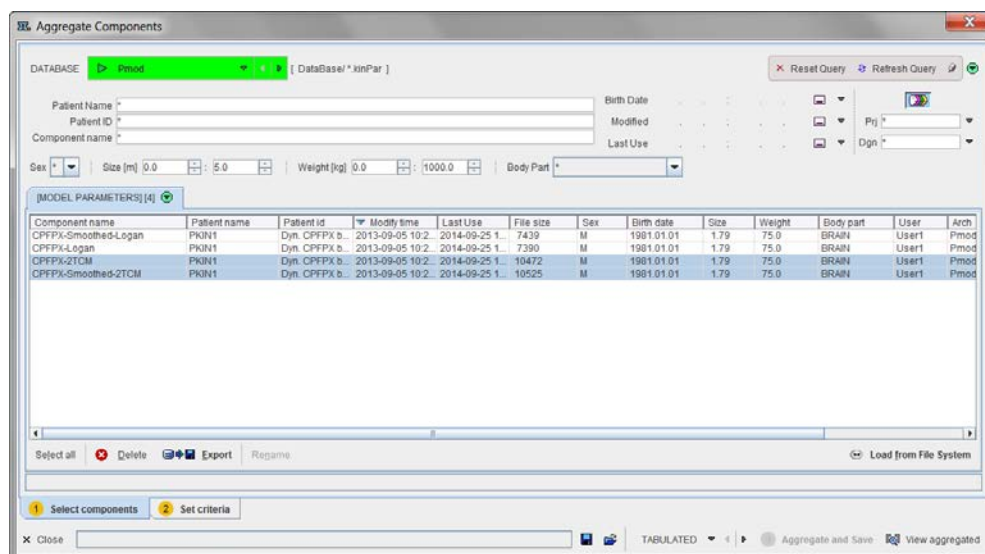 Aggregate Components
DATABASE Pmod [ DataBase/ *.kinPar ] Reset Query Refresh Query
Patient Name * Birth Date
Patient ID * Modified Prj *
Component name * Last Use Dgn *
Sex * Size [m] 0.0 : 5.0 Weight [kg] 0.0 : 1000.0 Body Part *
[MODEL PARAMETERS] [4]
Component name Patient name Patient id Modify time Last Use File size Sex Birth date Size Weight Body part User Arch
CPFPX-Smoothed-Logan PKIN1 Dyn. CPFPX b... 2013-09-05 10:2... 2014-09-25 1... 7439 M 1981.01.01 1.79 75.0 BRAIN User1 Pmod
CPFPX-Logan PKIN1 Dyn. CPFPX b... 2013-09-05 10:2... 2014-09-25 1... 7390 M 1981.01.01 1.79 75.0 BRAIN User1 Pmod
CPFPX-2TCM PKIN1 Dyn. CPFPX b... 2013-09-05 10:2... 2014-09-25 1... 10472 M 1981.01.01 1.79 75.0 BRAIN User1 Pmod
CPFPX-Smoothed-2TCM PKIN1 Dyn. CPFPX b... 2013-09-05 10:2... 2014-09-25 1... 10525 M 1981.01.01 1.79 75.0 BRAIN User1 Pmod
Select all Delete Export Rename Load from File System
1 Select components 2 Set criteria
Close TABULATED Aggregate and Save View aggregated